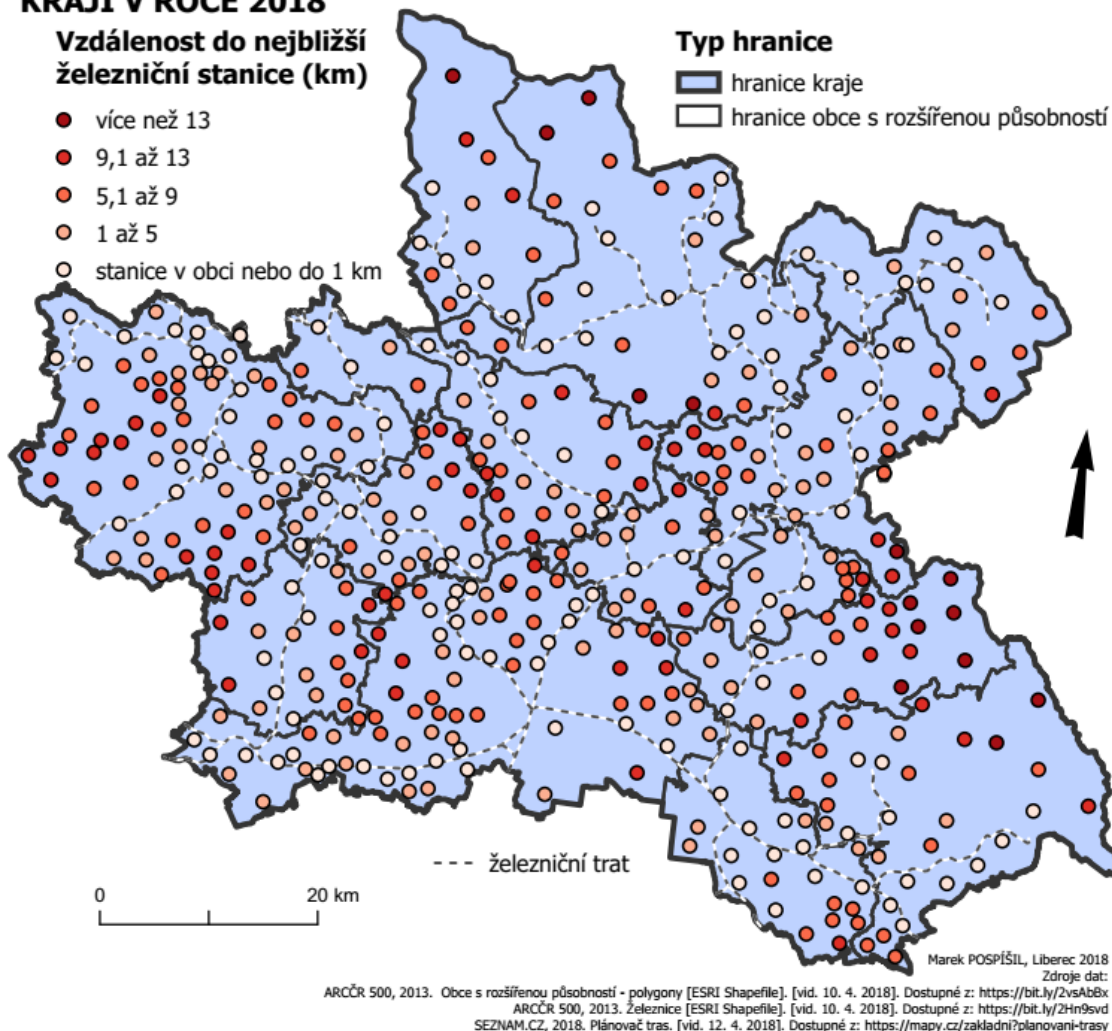 KRAJI V ROCE 2018
Vzdálenost do nejbližší
železniční stanice (km)
více než 13
9,1 až 13
5,1 až 9
1 až 5
stanice v obci nebo do 1 km
Typ hranice
hranice kraje
hranice obce s rozšířenou působností
železniční trat
0 20 km
Marek POSPÍŠIL, Liberec 2018
Zdroje dat:
ARCČR 500, 2013. Obce s rozšířenou působností - polygony [ESRI Shapefile]. [vid. 10. 4. 2018]. Dostupné z: https://bit.ly/2vsAbBx
ARCČR 500, 2013. Železnice [ESRI Shapefile]. [vid. 10. 4. 2018]. Dostupné z: https://bit.ly/2Hn9svd
SEZNAM.CZ, 2018. Plánovač tras. [vid. 12. 4. 2018]. Dostupné z: https://mapy.cz/zakladni?planovani-trasy